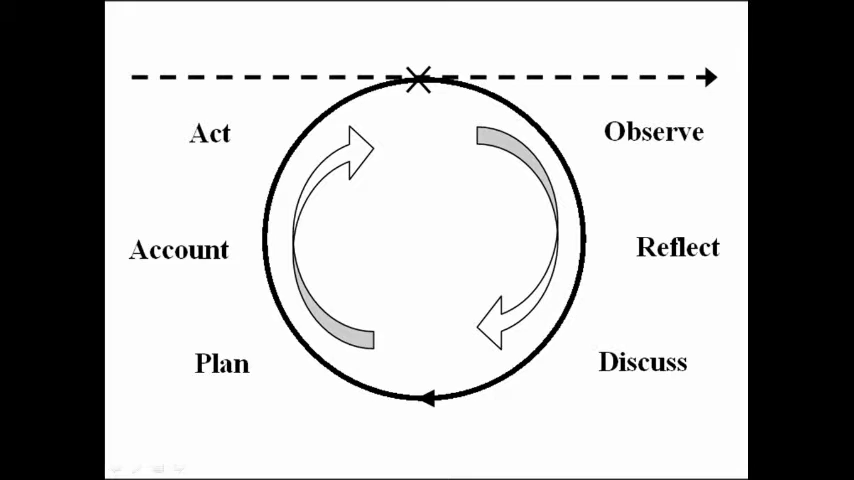 Act
Observe
Account
Reflect
Plan
Discuss